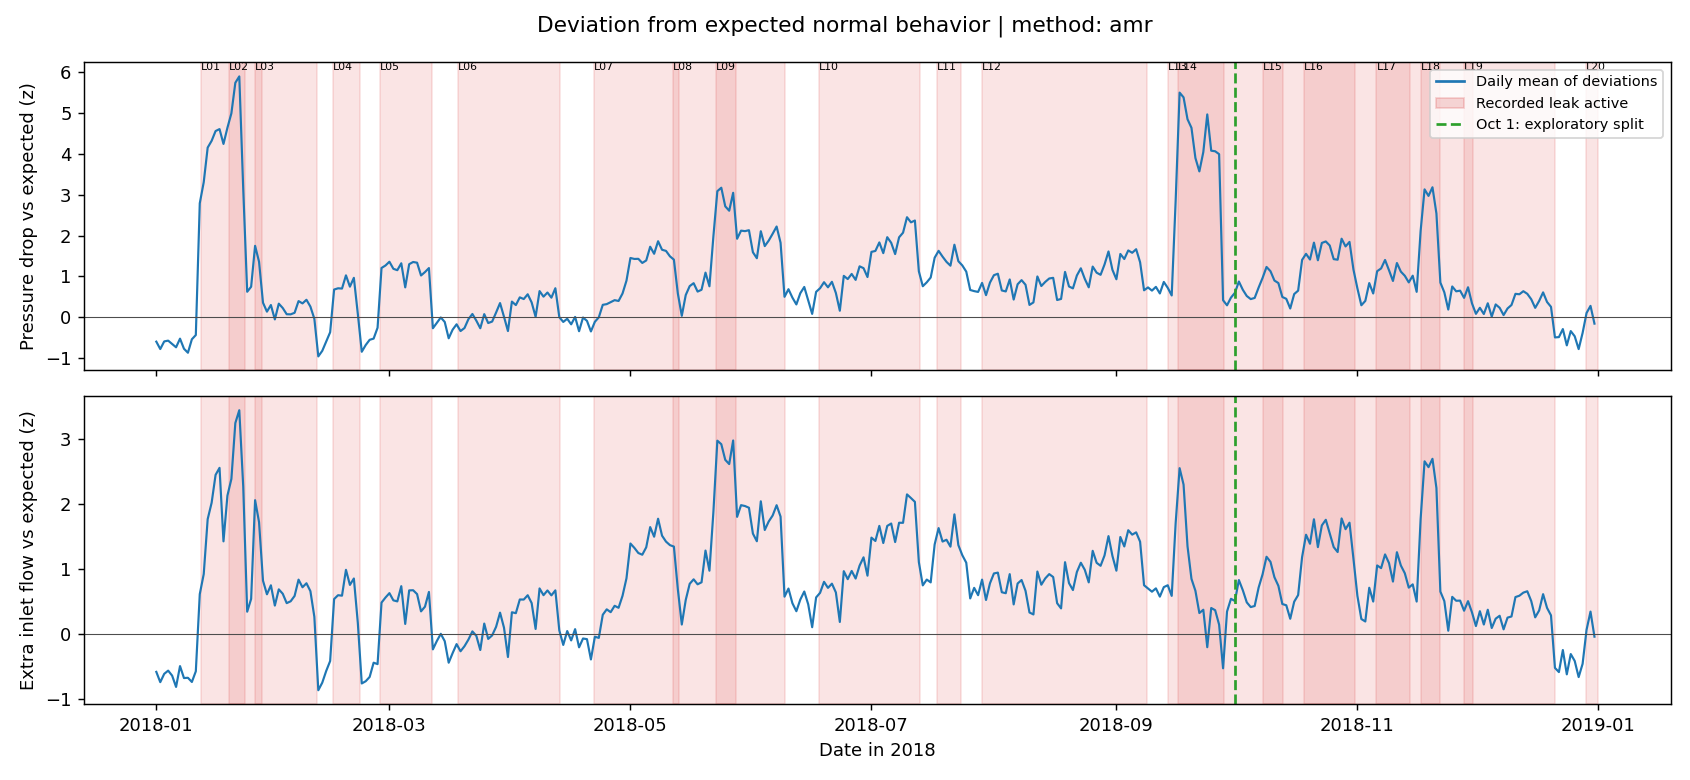 Deviation from expected normal behavior | method: amr
L01 L02 L03 L04 L05 L06 L07 L08 L09 L10 L11 L12 L13 L14 L15 L16 L17 L18 L19 L20
Daily mean of deviations
Recorded leak active
Oct 1: exploratory split
Pressure drop vs expected (z)
6
5
4
3
2
1
0
−1
Extra inlet flow vs expected (z)
3
2
1
0
−1
2018-01 2018-03 2018-05 2018-07 2018-09 2018-11 2019-01
Date in 2018